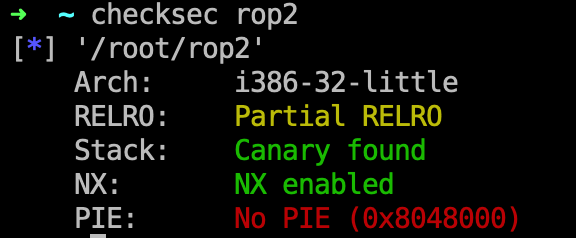 ➜ ~ checksec rop2
[*] '/root/rop2'
Arch: i386-32-little
RELRO: Partial RELRO
Stack: Canary found
NX: NX enabled
PIE: No PIE (0x8048000)